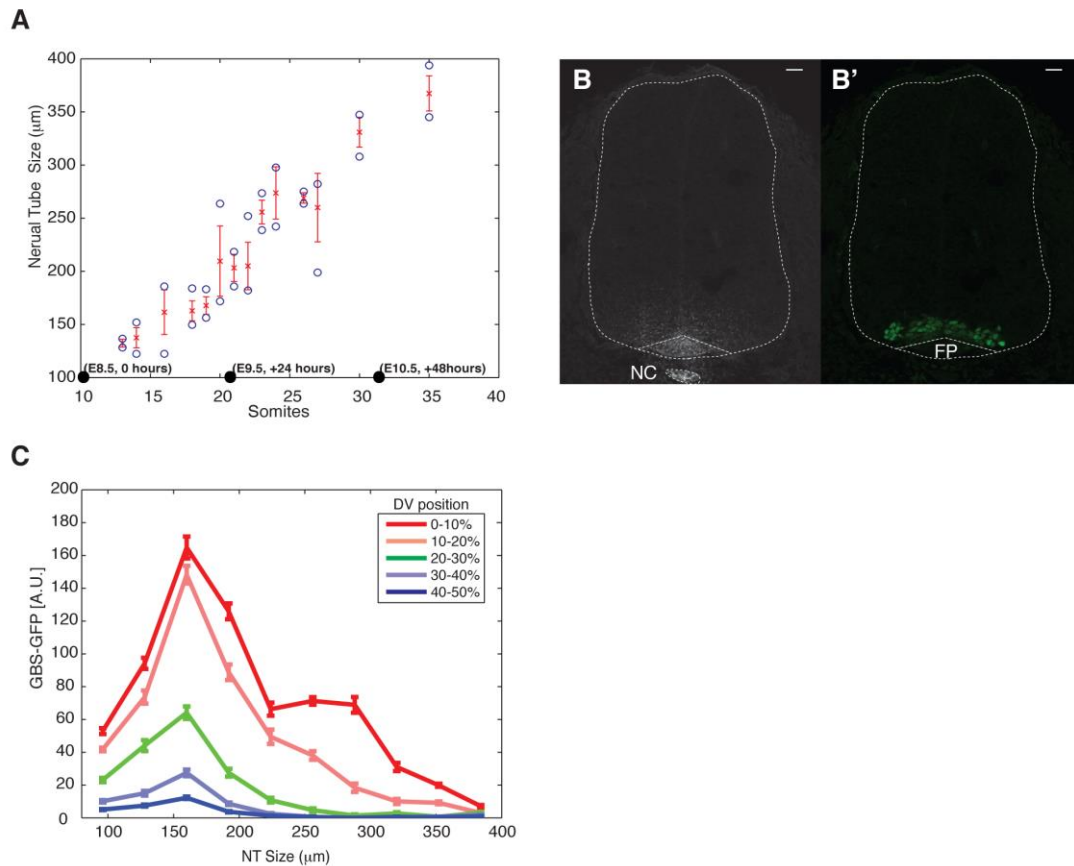 A
400
350
300
250
200
150
100
Nerual Tube Size (μm)
(E8.5, 0 hours)
(E9.5, +24 hours)
(E10.5, +48hours)
10
15
20
25
30
35
40
Somites
B
NC
B'
FP
C
200
180
160
140
120
100
80
60
40
20
0
GBS-GFP [A.U.]
DV position
0-10%
10-20%
20-30%
30-40%
40-50%
100
150
200
250
300
350
400
NT Size (μm)